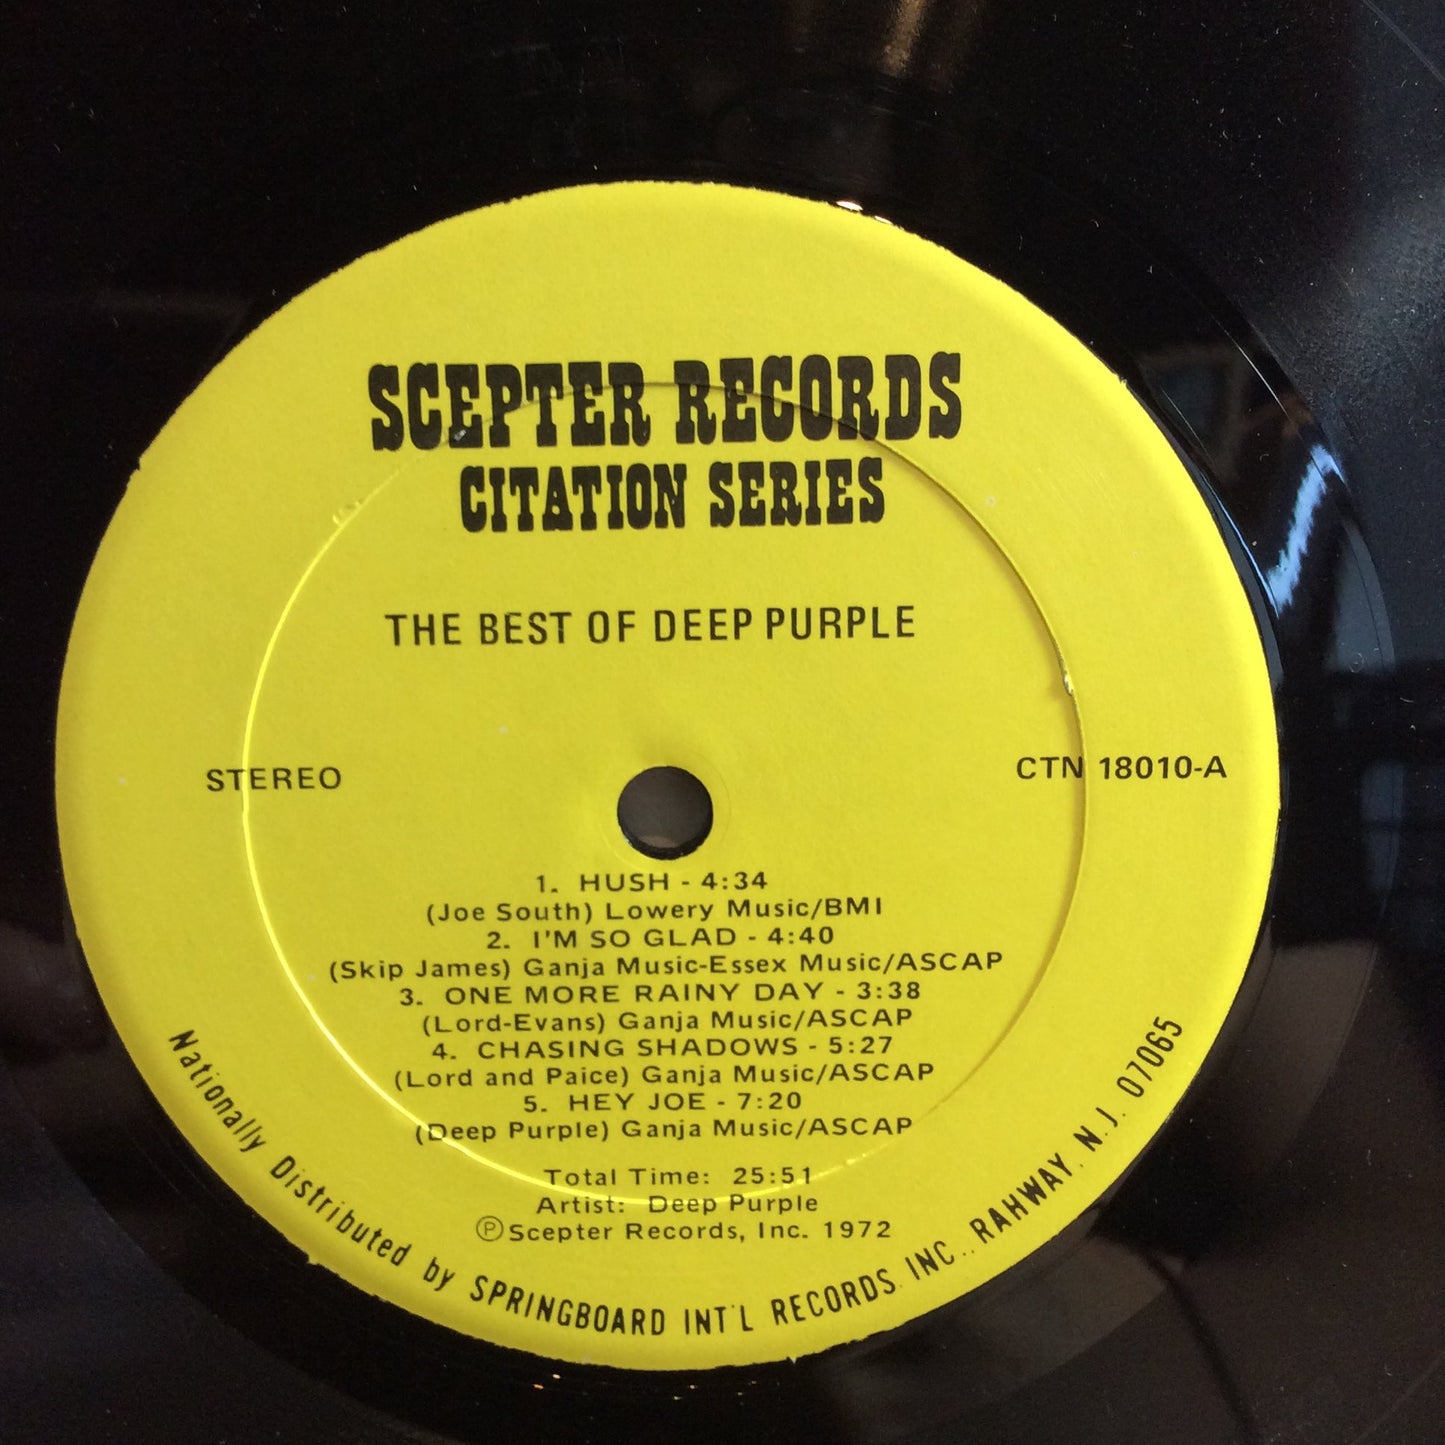 SCEPTER RECORDS
CITATION SERIES
THE BEST OF DEEP PURPLE
STEREO
CTN 18010-A
1. HUSH - 4:34
(Joe South) Lowery Music/BMI
2. I'M SO GLAD - 4:40
(Skip James) Ganja Music-Essex Music/ASCAP
3. ONE MORE RAINY DAY - 3:38
(Lord-Evans) Ganja Music/ASCAP
4. CHASING SHADOWS - 5:27
(Lord and Paice) Ganja Music/ASCAP
5. HEY JOE - 7:20
(Deep Purple) Ganja Music/ASCAP
Total Time: 25:51
Artist: Deep Purple
Ⓟ Scepter Records, Inc. 1972
Nationally Distributed by SPRINGBOARD INT'L RECORDS, INC., RAHWAY, N.J. 07065